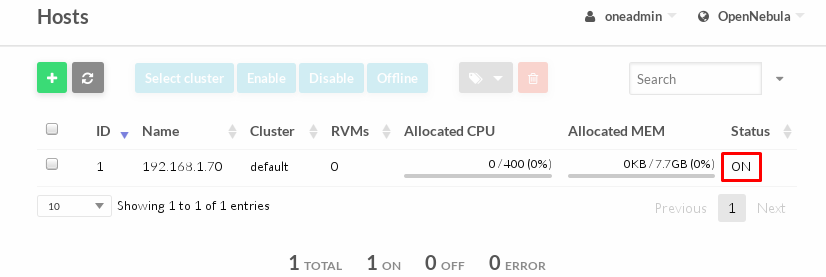 Hosts
oneadmin
OpenNebula
Select cluster Enable Disable Offline
Search
ID Name Cluster RVMs Allocated CPU Allocated MEM Status
1 192.168.1.70 default 0 0 / 400 (0%) 0KB / 7.7GB (0%) ON
10 Showing 1 to 1 of 1 entries
Previous 1 Next
1 TOTAL 1 ON 0 OFF 0 ERROR